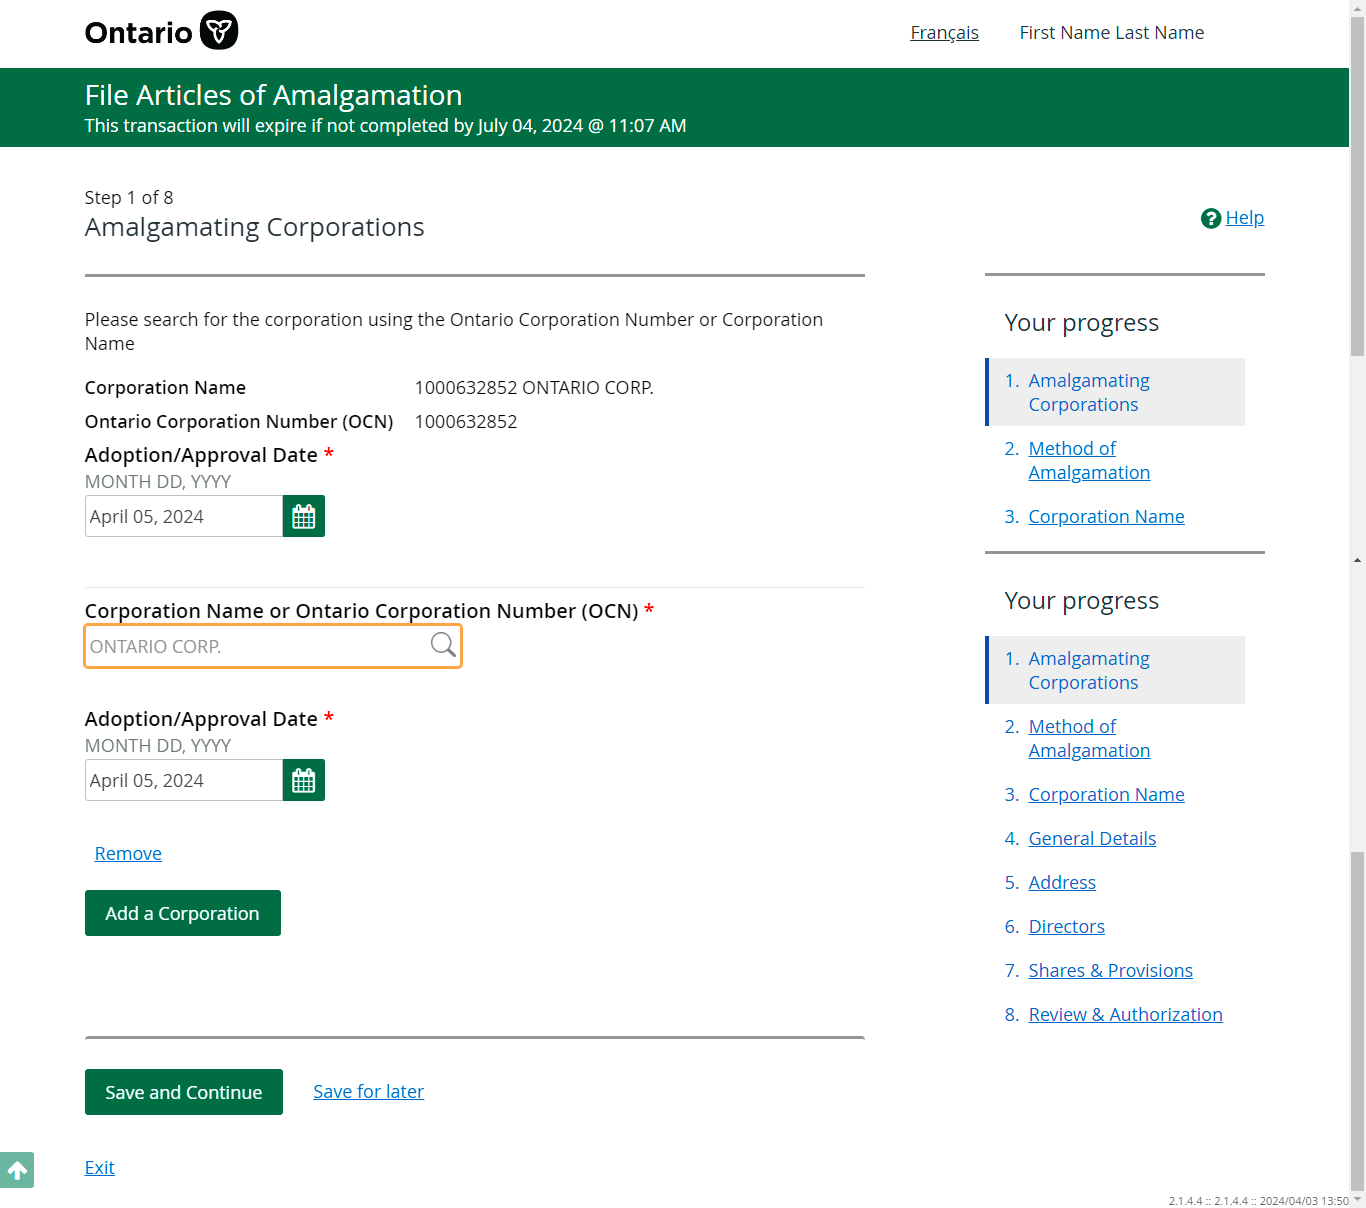 Ontario
Français
First Name Last Name
File Articles of Amalgamation
This transaction will expire if not completed by July 04, 2024 @ 11:07 AM
Step 1 of 8
Amalgamating Corporations
Help
Please search for the corporation using the Ontario Corporation Number or Corporation
Name
Corporation Name 1000632852 ONTARIO CORP.
Ontario Corporation Number (OCN) 1000632852
Adoption/Approval Date *
MONTH DD, YYYY
April 05, 2024
Corporation Name or Ontario Corporation Number (OCN) *
ONTARIO CORP.
Adoption/Approval Date *
MONTH DD, YYYY
April 05, 2024
Remove
Add a Corporation
Save and Continue
Save for later
Exit
Your progress
1. Amalgamating
Corporations
2. Method of
Amalgamation
3. Corporation Name
Your progress
1. Amalgamating
Corporations
2. Method of
Amalgamation
3. Corporation Name
4. General Details
5. Address
6. Directors
7. Shares & Provisions
8. Review & Authorization
2.1.4.4 :: 2.1.4.4 :: 2024/04/03 13:50